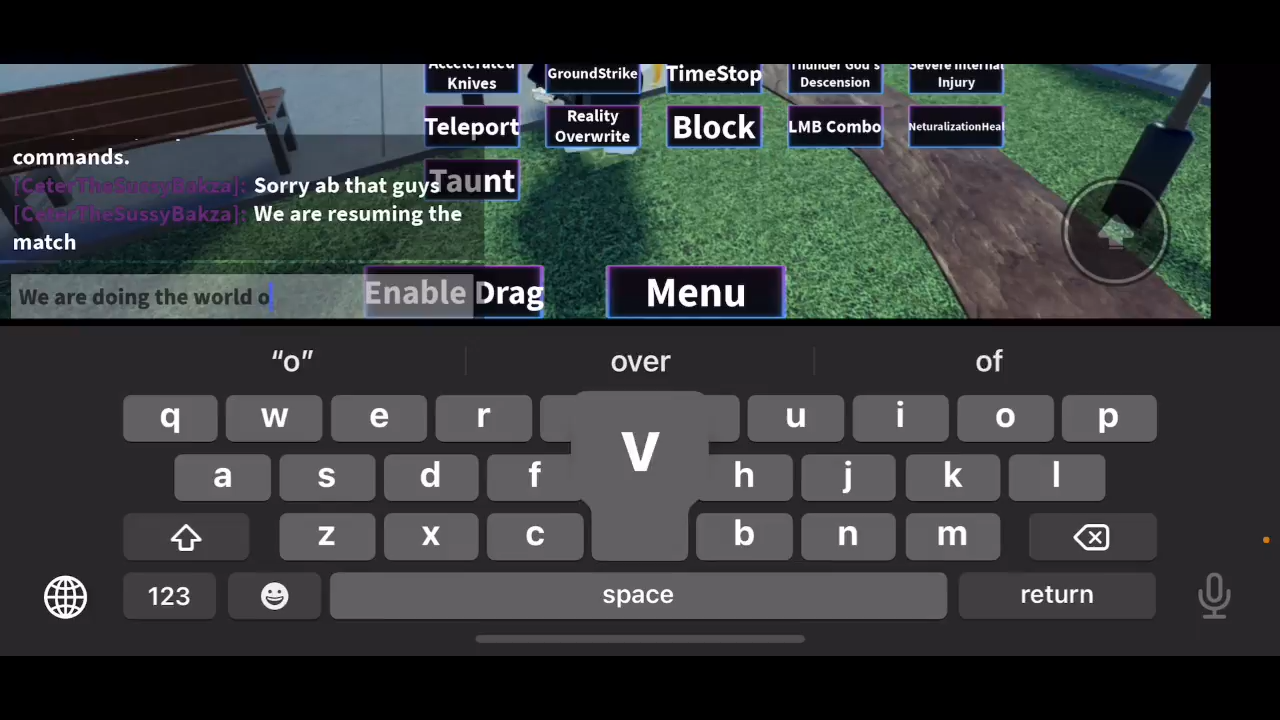 Accelerated
Knives
GroundStrike
TimeStop
Thunder God's
Descension
Severe Internal
Injury
Teleport
Reality
Overwrite
Block
LMB Combo
NeturalizationHeal
Taunt
commands.
[CeterTheSussyBakza]: Sorry ab that guys
[CeterTheSussyBakza]: We are resuming the
match
We are doing the world o
Enable Drag
Menu
“o”
over
of
q w e r u i o p
V
a s d f h j k l
z x c b n m
123
space
return